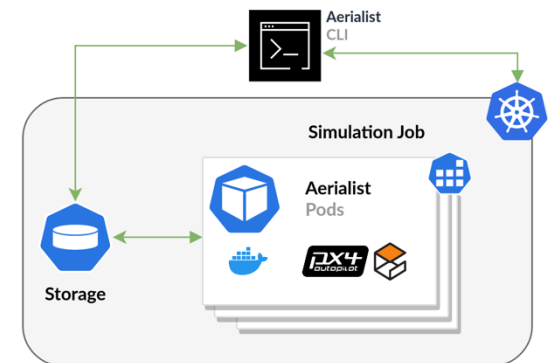 Aerialist
CLI
Simulation Job
Aerialist
Pods
PX4
autopilot
Storage